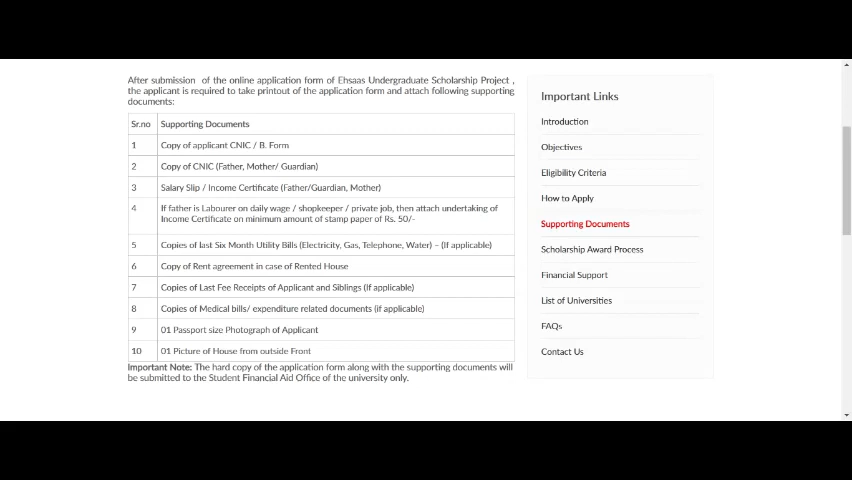 After submission of the online application form of Ehsaas Undergraduate Scholarship Project ,
the applicant is required to take printout of the application form and attach following supporting
documents:
Sr.no Supporting Documents
1 Copy of applicant CNIC / B. Form
2 Copy of CNIC (Father, Mother/ Guardian)
3 Salary Slip / Income Certificate (Father/Guardian, Mother)
4 If father is Labourer on daily wage / shopkeeper / private job, then attach undertaking of
Income Certificate on minimum amount of stamp paper of Rs. 50/-
5 Copies of last Six Month Utility Bills (Electricity, Gas, Telephone, Water) – (If applicable)
6 Copy of Rent agreement in case of Rented House
7 Copies of Last Fee Receipts of Applicant and Siblings (If applicable)
8 Copies of Medical bills/ expenditure related documents (if applicable)
9 01 Passport size Photograph of Applicant
10 01 Picture of House from outside Front
Important Note: The hard copy of the application form along with the supporting documents will
be submitted to the Student Financial Aid Office of the university only.
Important Links
Introduction
Objectives
Eligibility Criteria
How to Apply
Supporting Documents
Scholarship Award Process
Financial Support
List of Universities
FAQs
Contact Us